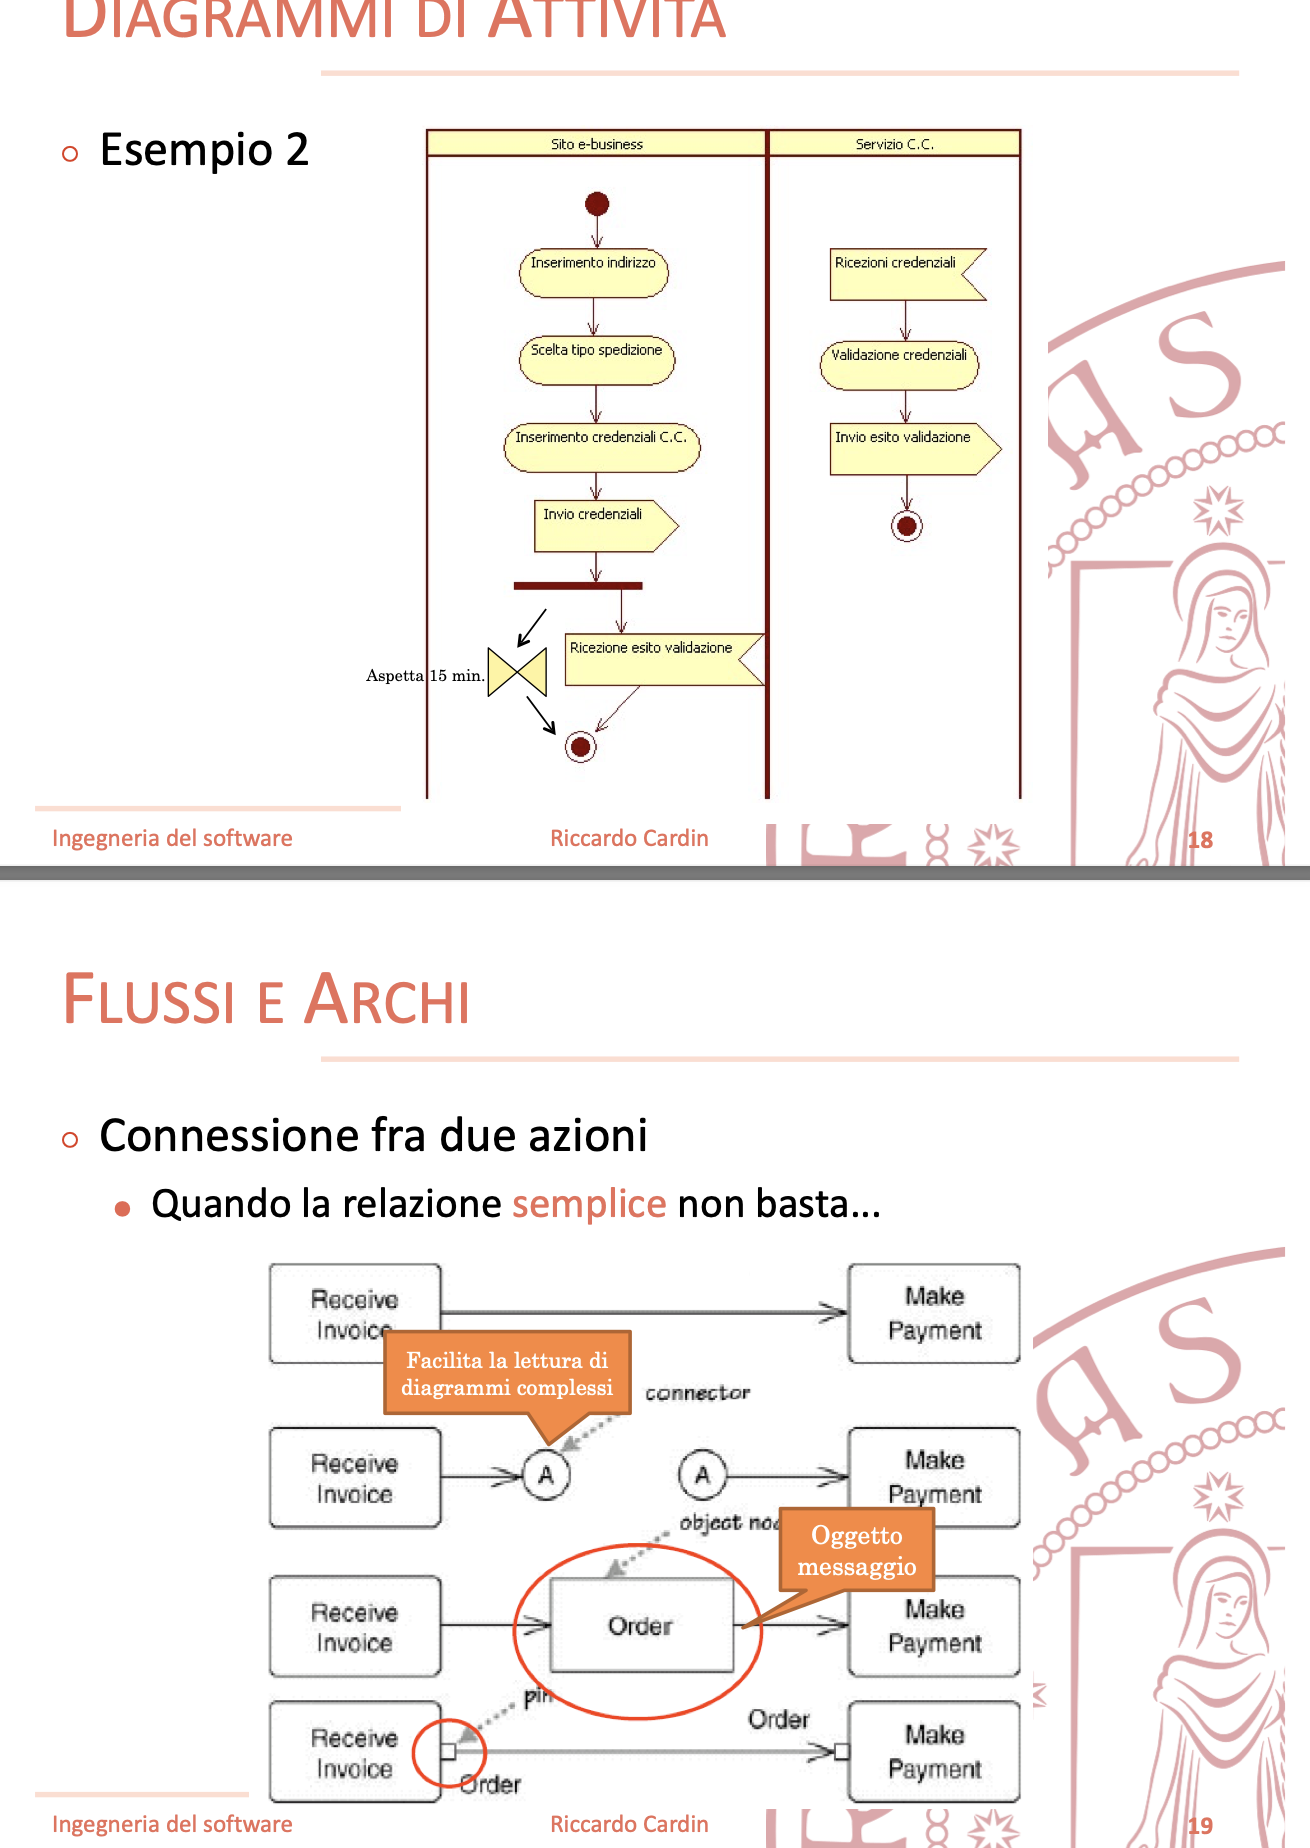 DIAGRAMMI DI ATTIVITÀ
Esempio 2
Sito e-business
Servizio C.C.
Inserimento indirizzo
Scelta tipo spedizione
Inserimento credenziali C.C.
Invio credenziali
Aspetta 15 min.
Ricezione esito validazione
Ricezioni credenziali
Validazione credenziali
Invio esito validazione
AS
Ingegneria del software
Riccardo Cardin
18
FLUSSI E ARCHI
Connessione fra due azioni
Quando la relazione semplice non basta...
Receive
Invoice
Make
Payment
Facilita la lettura di
diagrammi complessi
connector
Receive
Invoice
A
A
Make
Payment
object
Oggetto
messaggio
Receive
Invoice
Order
Make
Payment
pin
Receive
Invoice
Order
Order
Make
Payment
AS
Ingegneria del software
Riccardo Cardin
19